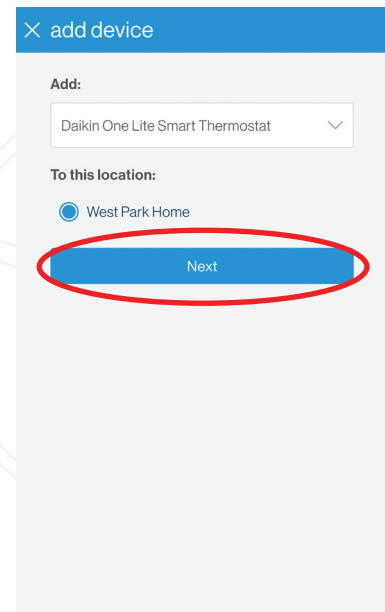 × add device
Add:
Daikin One Lite Smart Thermostat
To this location:
West Park Home
Next